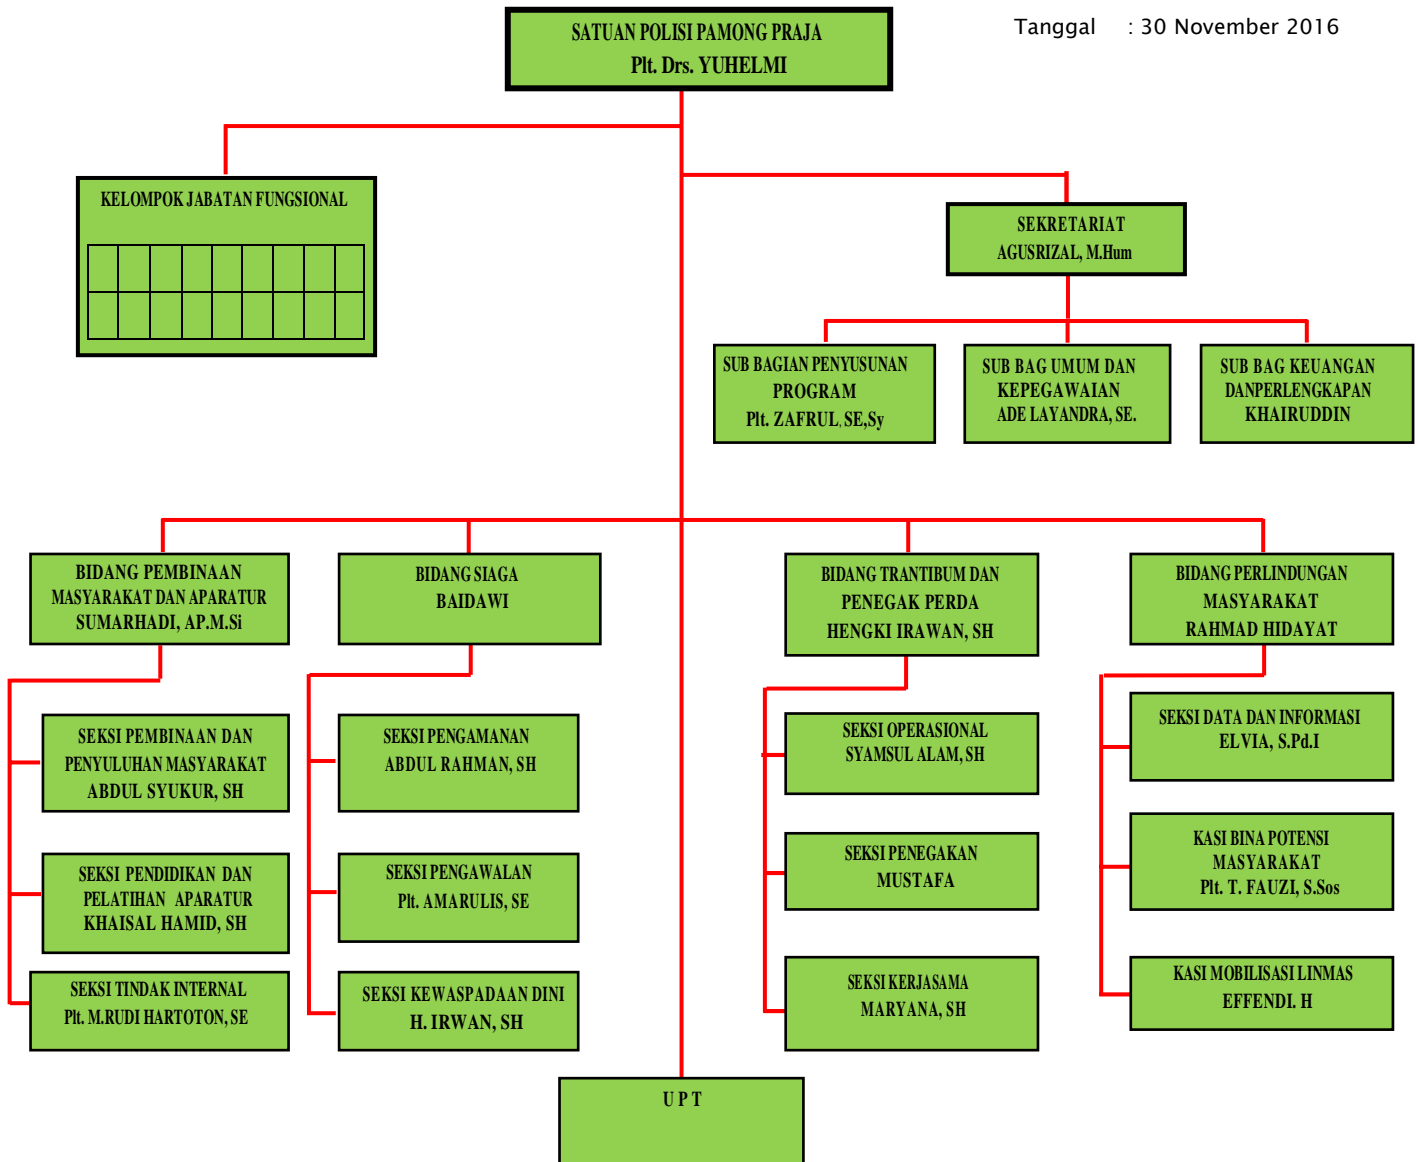 Tanggal : 30 November 2016
SATUAN POLISI PAMONG PRAJA
Plt. Drs. YUHELMI
KELOMPOK JABATAN FUNGSIONAL
SEKRETARIAT
AGUSRIZAL, M.Hum
SUB BAGIAN PENYUSUNAN
PROGRAM
Plt. ZAFRUL, SE,Sy
SUB BAG UMUM DAN
KEPEGAWAIAN
ADE LAYANDRA, SE.
SUB BAG KEUANGAN
DANPERLENGKAPAN
KHAIRUDDIN
BIDANG PEMBINAAN
MASYARAKAT DAN APARATUR
SUMARHADI, AP.M.Si
BIDANG SIAGA
BAIDAWI
BIDANG TRANTIBUM DAN
PENEGAK PERDA
HENGKI IRAWAN, SH
BIDANG PERLINDUNGAN
MASYARAKAT
RAHMAD HIDAYAT
SEKSI PEMBINAAN DAN
PENYULUHAN MASYARAKAT
ABDUL SYUKUR, SH
SEKSI PENGAMANAN
ABDUL RAHMAN, SH
SEKSI OPERASIONAL
SYAMSUL ALAM, SH
SEKSI DATA DAN INFORMASI
ELVIA, S.Pd.I
SEKSI PENDIDIKAN DAN
PELATIHAN APARATUR
KHAISAL HAMID, SH
SEKSI PENGAWALAN
Plt. AMARULIS, SE
SEKSI PENEGAKAN
MUSTAFA
KASI BINA POTENSI
MASYARAKAT
Plt. T. FAUZI, S.Sos
SEKSI TINDAK INTERNAL
Plt. M.RUDI HARTOTON, SE
SEKSI KEWASPADAAN DINI
H. IRWAN, SH
SEKSI KERJASAMA
MARYANA, SH
KASI MOBILISASI LINMAS
EFFENDI. H
U P T